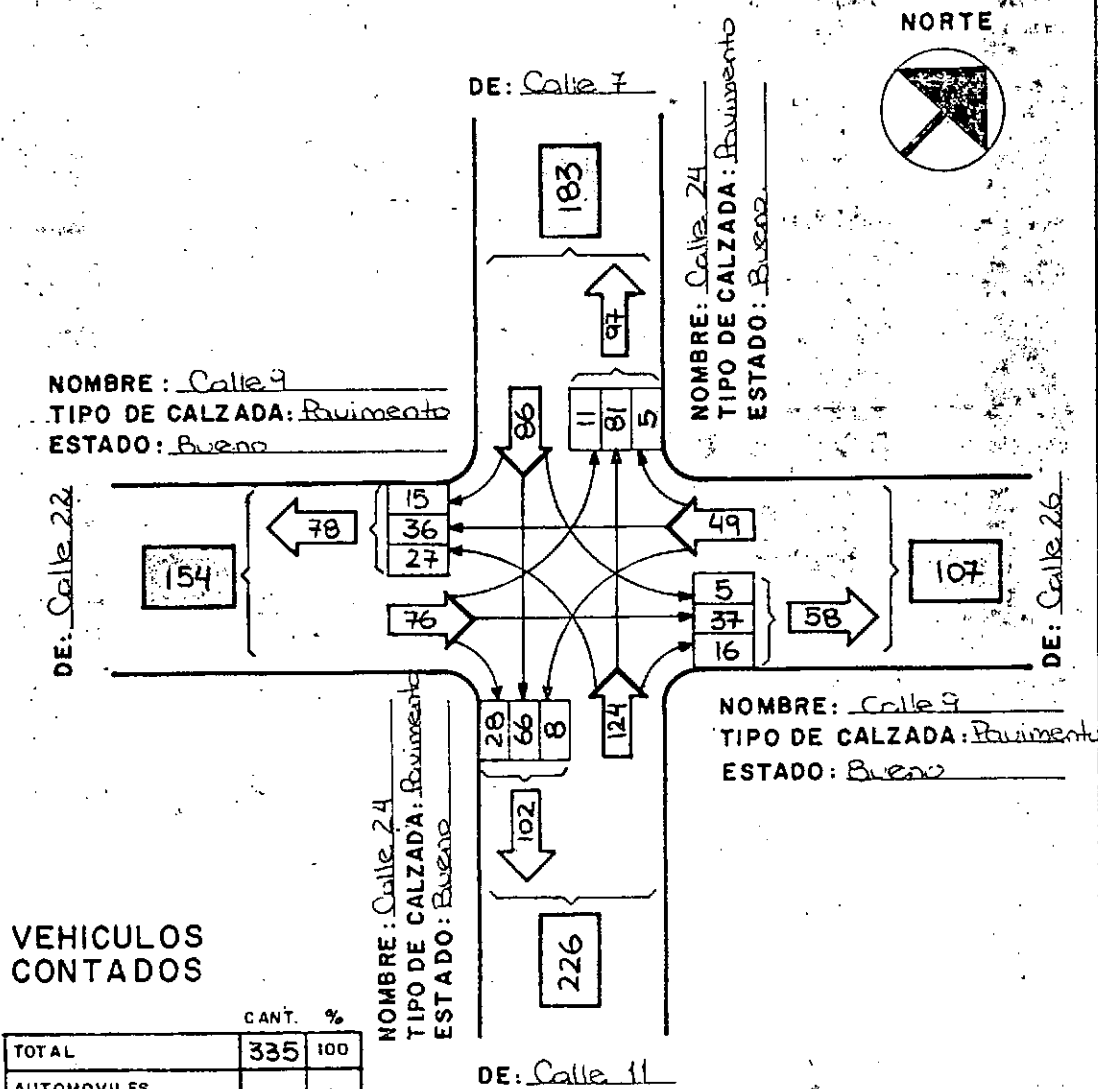 NORTE
DE: Calle 7
183
97
NOMBRE: Calle 24
TIPO DE CALZADA: Pavimento
ESTADO: Bueno
NOMBRE: Calle 9
TIPO DE CALZADA: Pavimento
ESTADO: Bueno
86
11 81 5
DE: Calle 22
154
78
15
36
27
49
76
5
37
16
58
107
DE: Calle 26
28 66 8
124
102
226
NOMBRE: Calle 24
TIPO DE CALZADA: Pavimento
ESTADO: Bueno
NOMBRE: Calle 9
TIPO DE CALZADA: Pavimento
ESTADO: Bueno
DE: Calle 11
VEHICULOS
CONTADOS
CANT. %
TOTAL 335 100
AUTOMOVILES